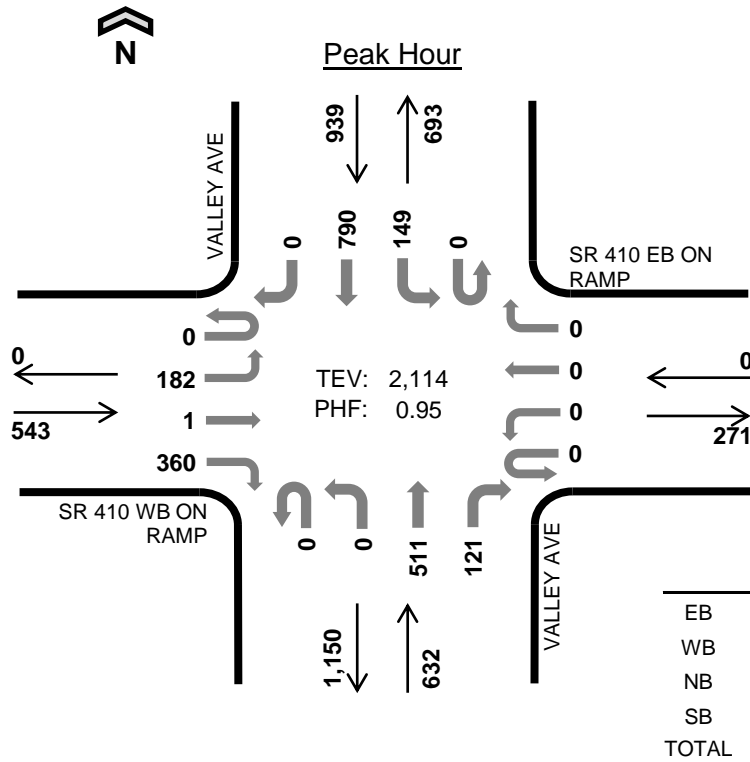 N
Peak Hour
939
693
VALLEY AVE
0
790
149
0
SR 410 EB ON
RAMP
0
0
182
1
360
0
543
TEV: 2,114
PHF: 0.95
0
0
0
0
0
271
SR 410 WB ON
RAMP
0
0
511
121
VALLEY AVE
1,150
632
EB
WB
NB
SB
TOTAL